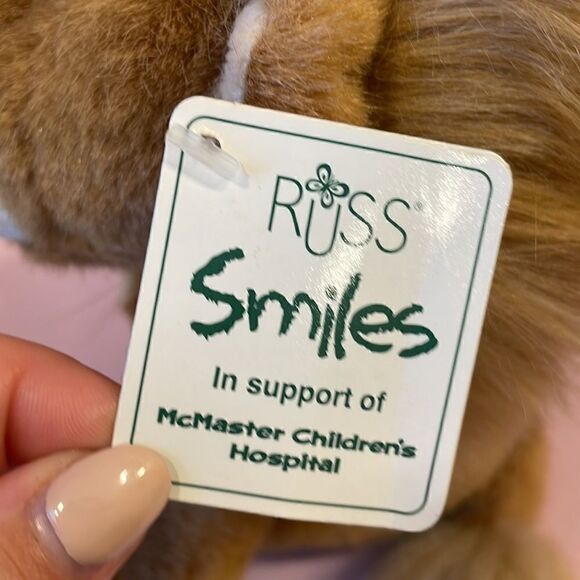 RUSS®
Smiles
In support of
McMaster Children's
Hospital